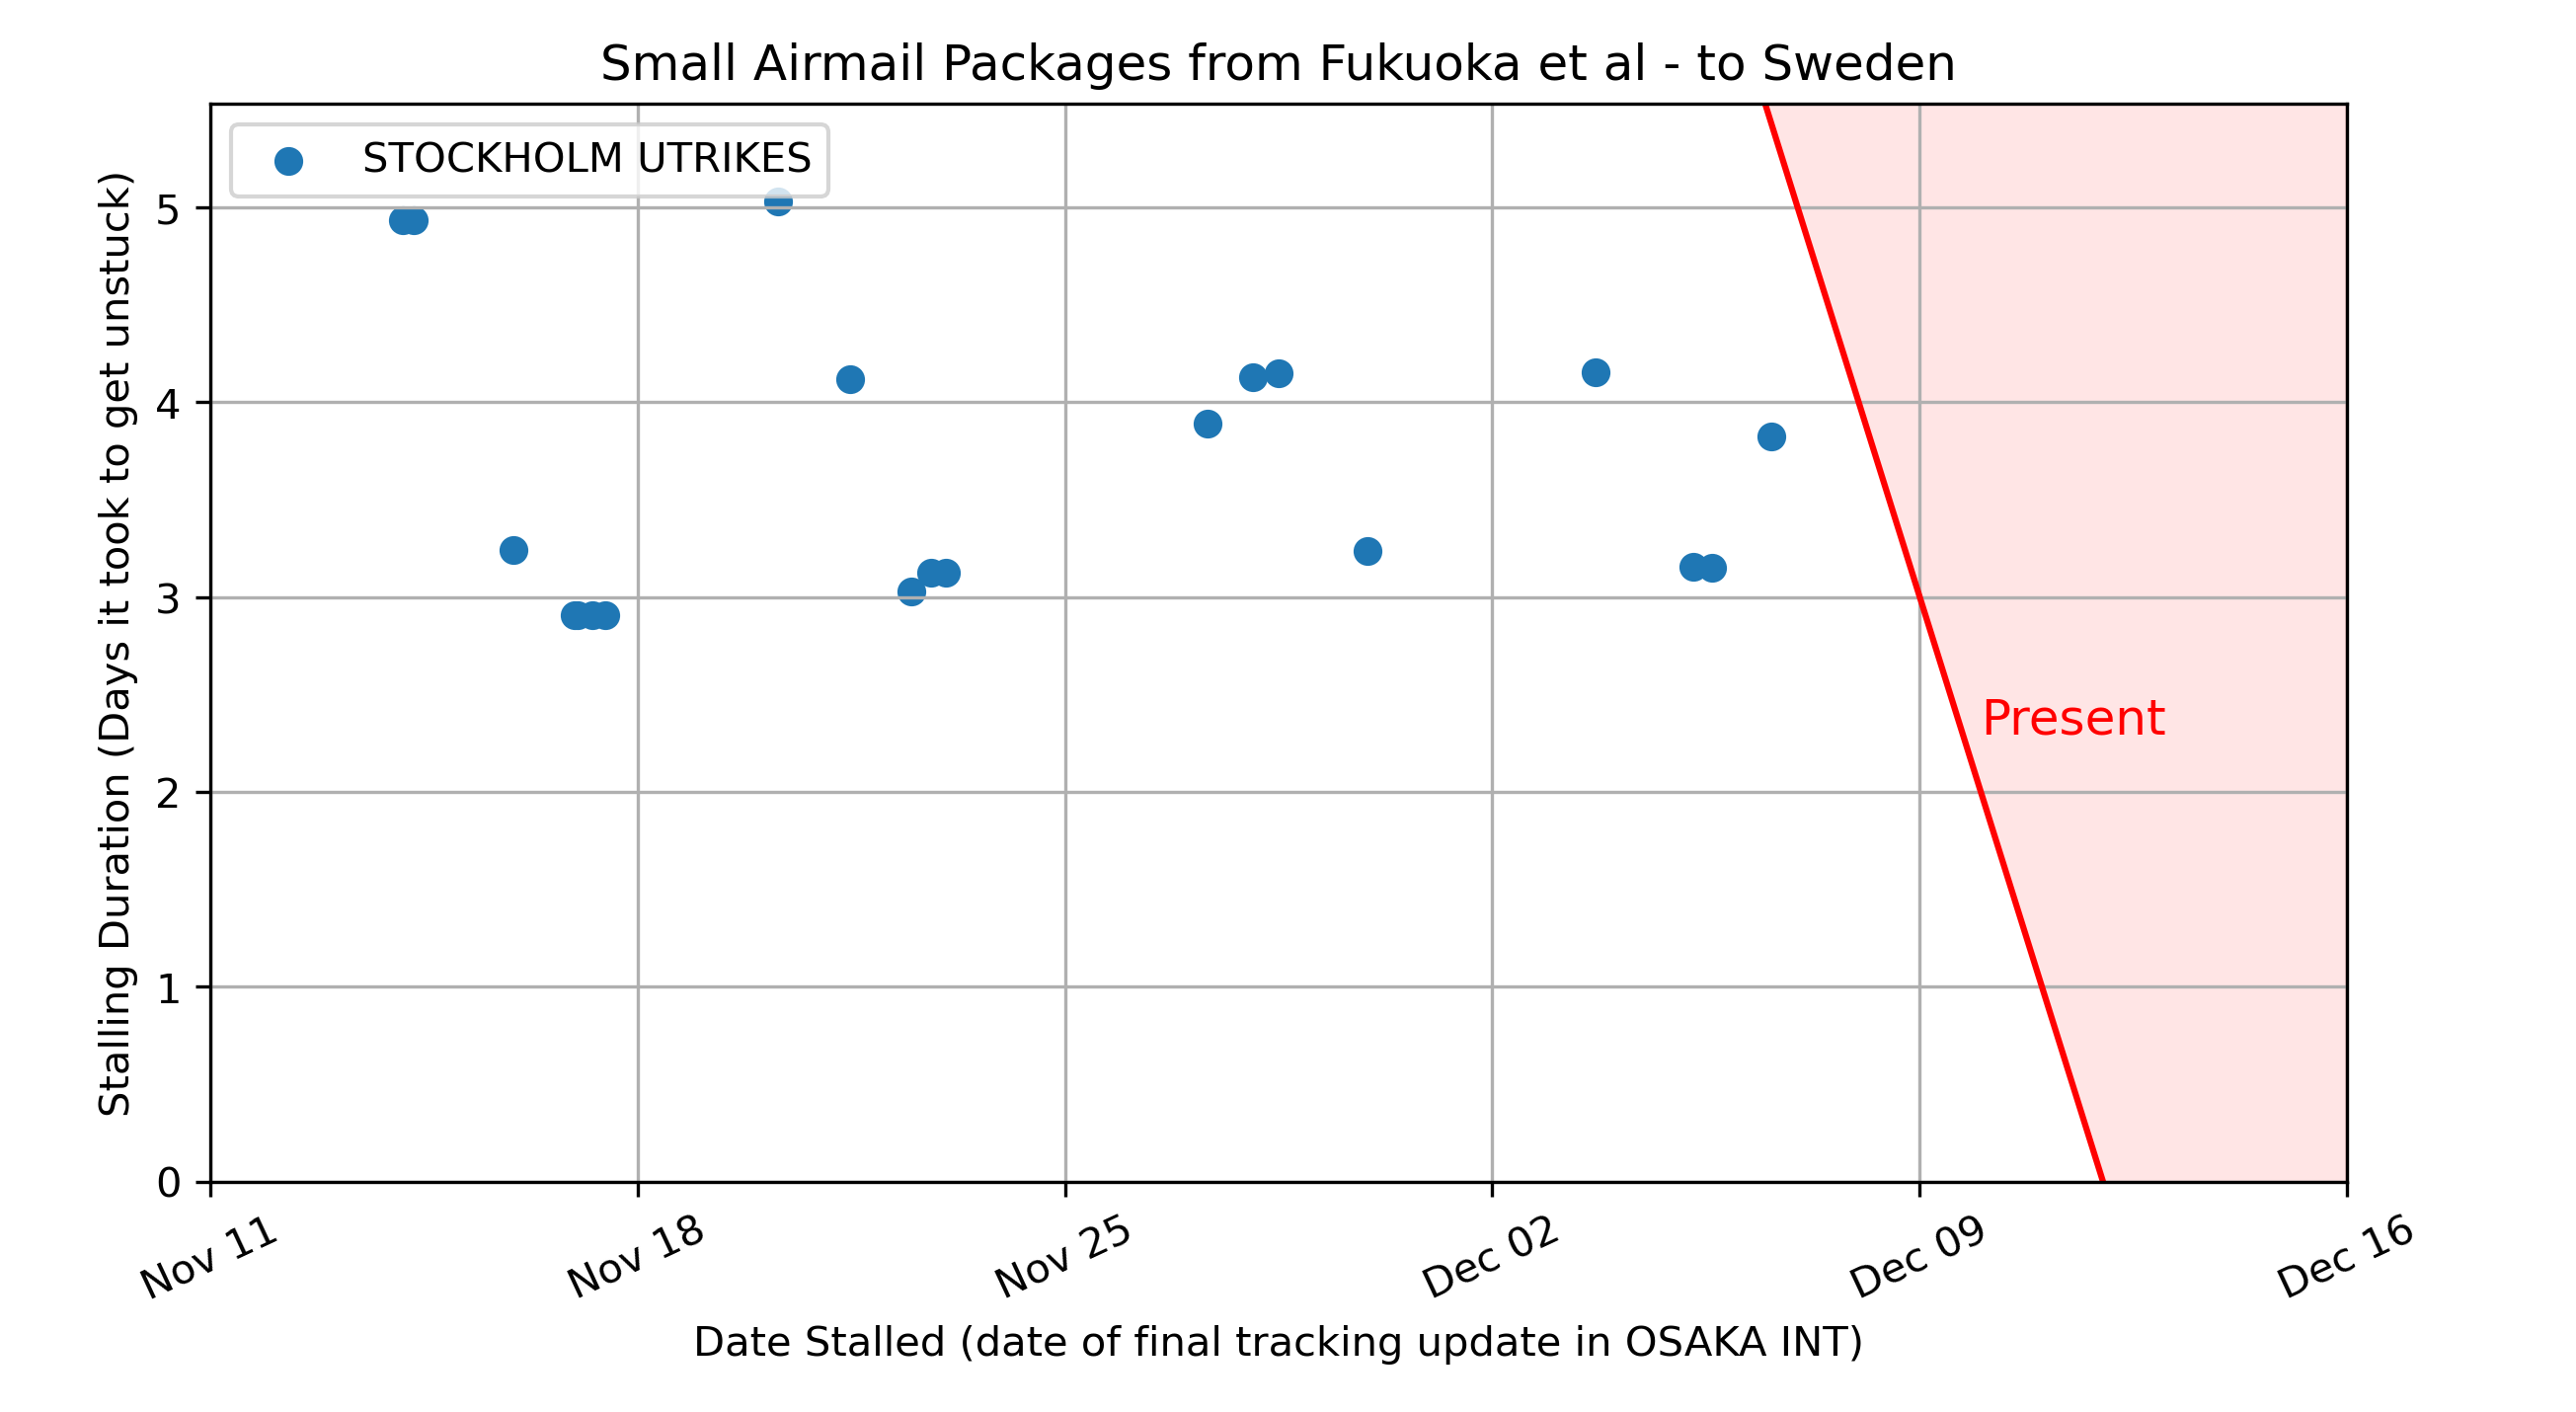 Small Airmail Packages from Fukuoka et al - to Sweden
STOCKHOLM UTRIKES
Stalling Duration (Days it took to get unstuck)
5
4
3
2
1
0
Present
Nov 11
Nov 18
Nov 25
Dec 02
Dec 09
Dec 16
Date Stalled (date of final tracking update in OSAKA INT)